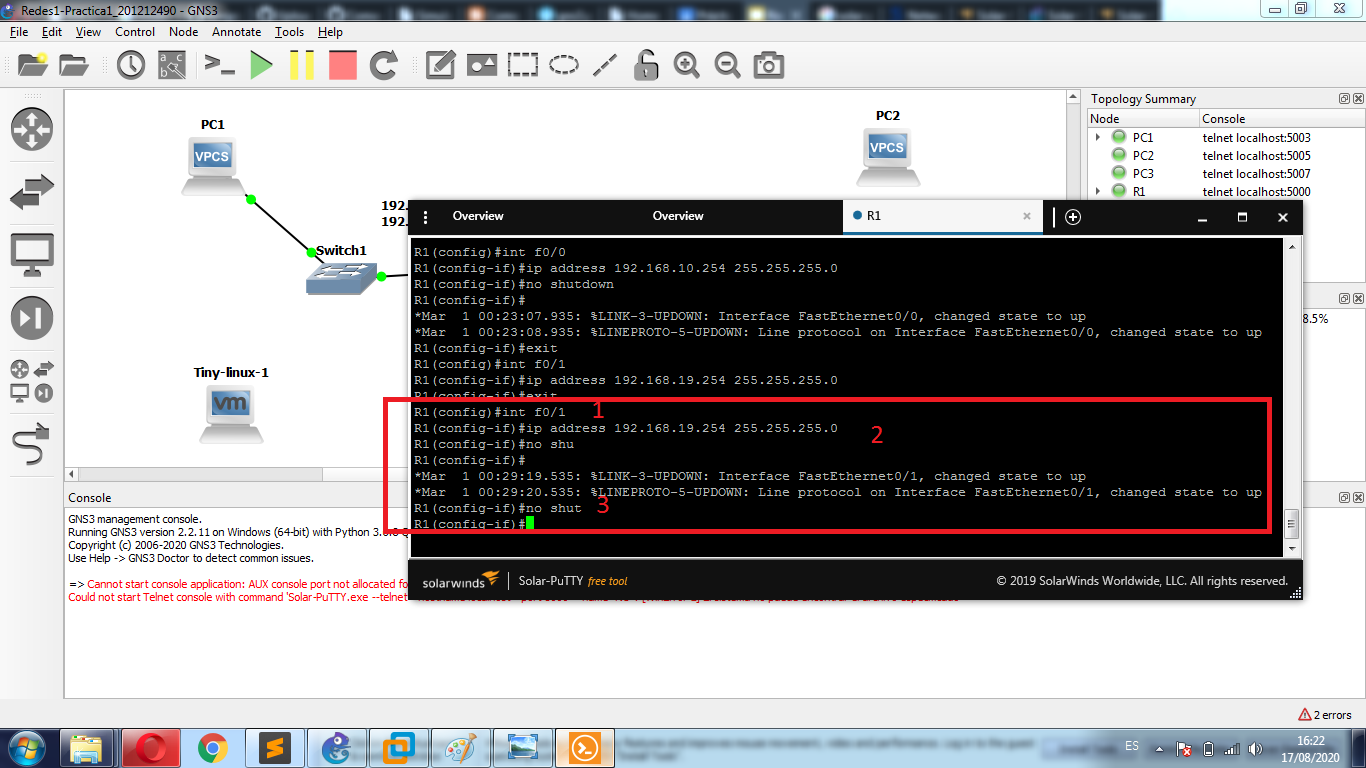 Redes1-Practica1_201212490 - GNS3
File Edit View Control Node Annotate Tools Help
PC1
VPCS
PC2
VPCS
192.
192.
Switch1
Tiny-linux-1
vm
Topology Summary
Node Console
PC1 telnet localhost:5003
PC2 telnet localhost:5005
PC3 telnet localhost:5007
R1 telnet localhost:5000
8.5%
Overview Overview R1
R1(config)#int f0/0
R1(config-if)#ip address 192.168.10.254 255.255.255.0
R1(config-if)#no shutdown
R1(config-if)#
*Mar  1 00:23:07.935: %LINK-3-UPDOWN: Interface FastEthernet0/0, changed state to up
*Mar  1 00:23:08.935: %LINEPROTO-5-UPDOWN: Line protocol on Interface FastEthernet0/0, changed state to up
R1(config-if)#exit
R1(config)#int f0/1
R1(config-if)#ip address 192.168.19.254 255.255.255.0
R1(config-if)#exit
R1(config)#int f0/1 1
R1(config-if)#ip address 192.168.19.254 255.255.255.0 2
R1(config-if)#no shu
R1(config-if)#
*Mar  1 00:29:19.535: %LINK-3-UPDOWN: Interface FastEthernet0/1, changed state to up
*Mar  1 00:29:20.535: %LINEPROTO-5-UPDOWN: Line protocol on Interface FastEthernet0/1, changed state to up
R1(config-if)#no shut 3
R1(config-if)#
solarwinds Solar-PuTTY free tool © 2019 SolarWinds Worldwide, LLC. All rights reserved.
Console
GNS3 management console.
Running GNS3 version 2.2.11 on Windows (64-bit) with Python
Copyright (c) 2006-2020 GNS3 Technologies.
Use Help -> GNS3 Doctor to detect common issues.
=> Cannot start console application: AUX console port not allocated fo
Could not start Telnet console with command 'Solar-PuTTY.exe --telnet
2 errors
ES
16:22
17/08/2020